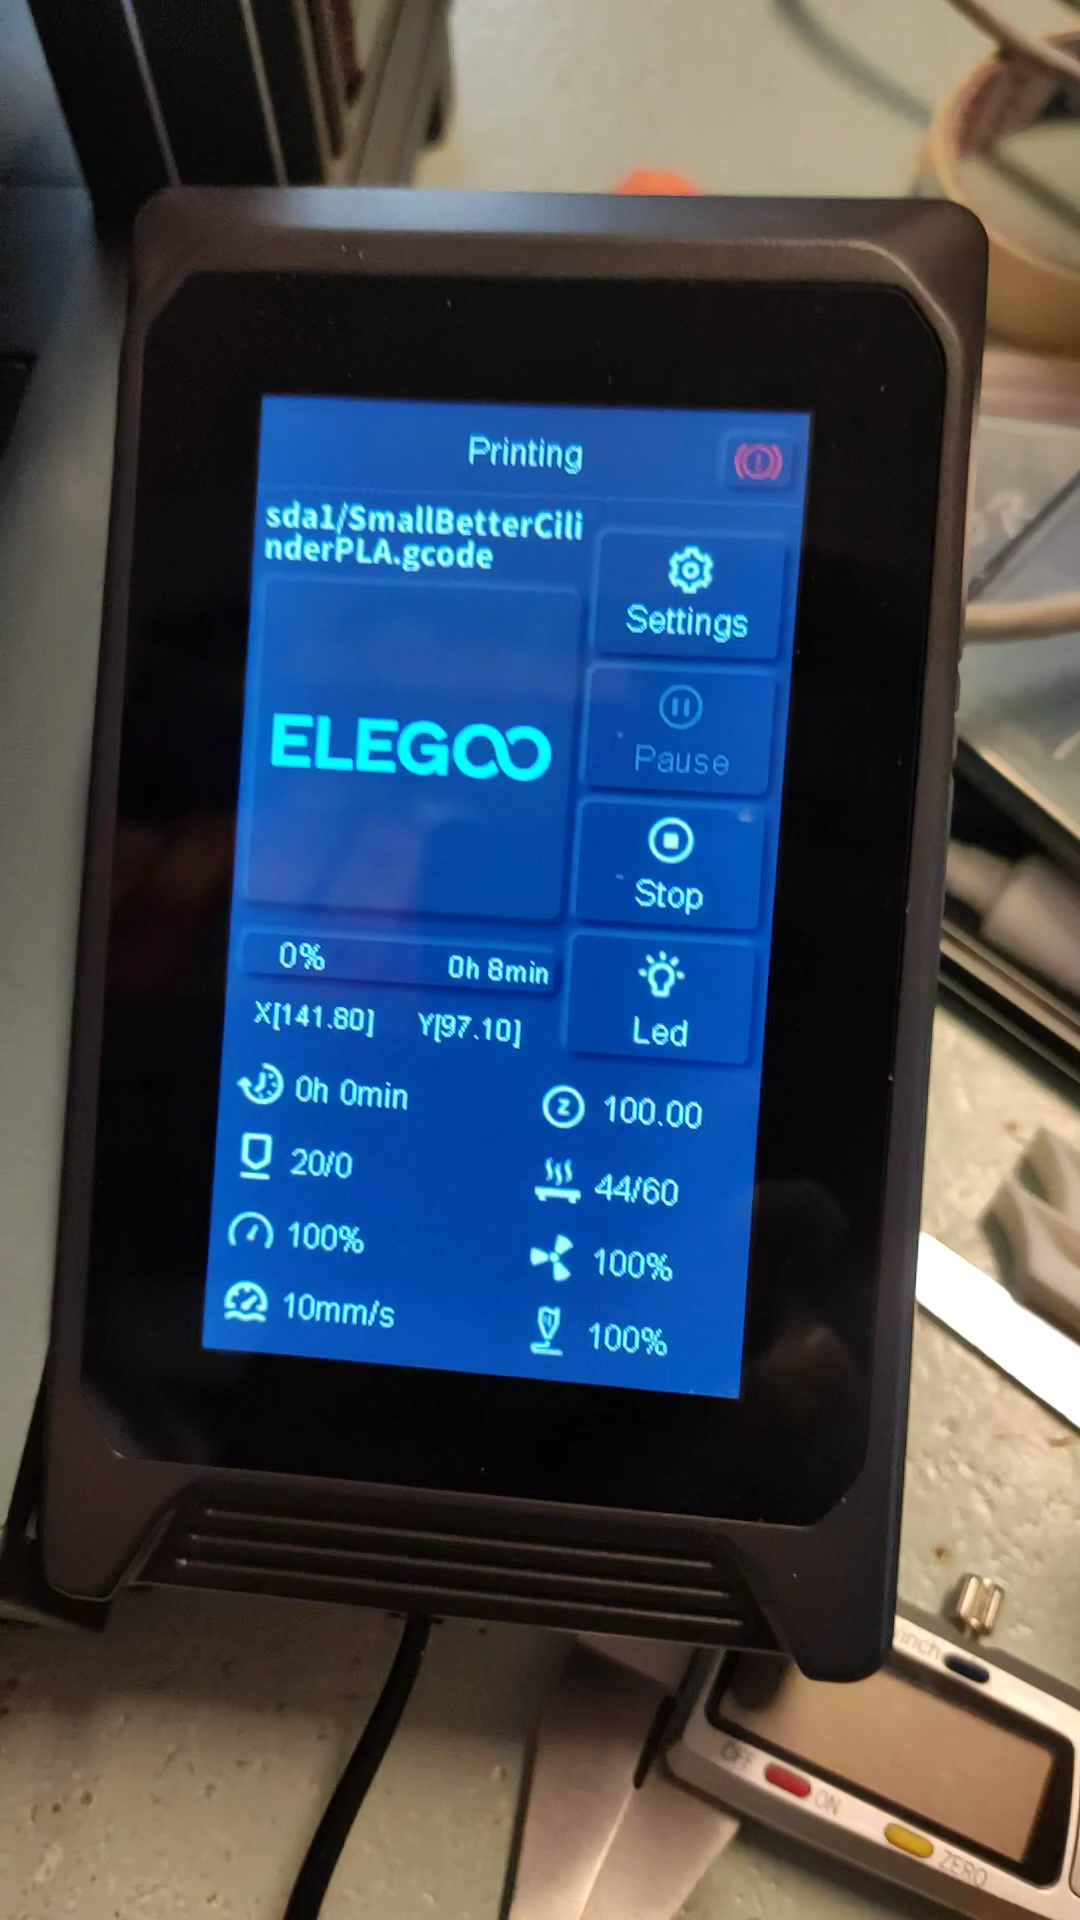 Printing
sda1/SmallBetterCili
nderPLA.gcode
Settings
ELEGOO
Pause
Stop
0% 0h 8min
Led
X[141.80] Y[97.10]
0h 0min
Z 100.00
20/0
44/60
100%
100%
10mm/s
100%
inch
OFF ON
ZERO